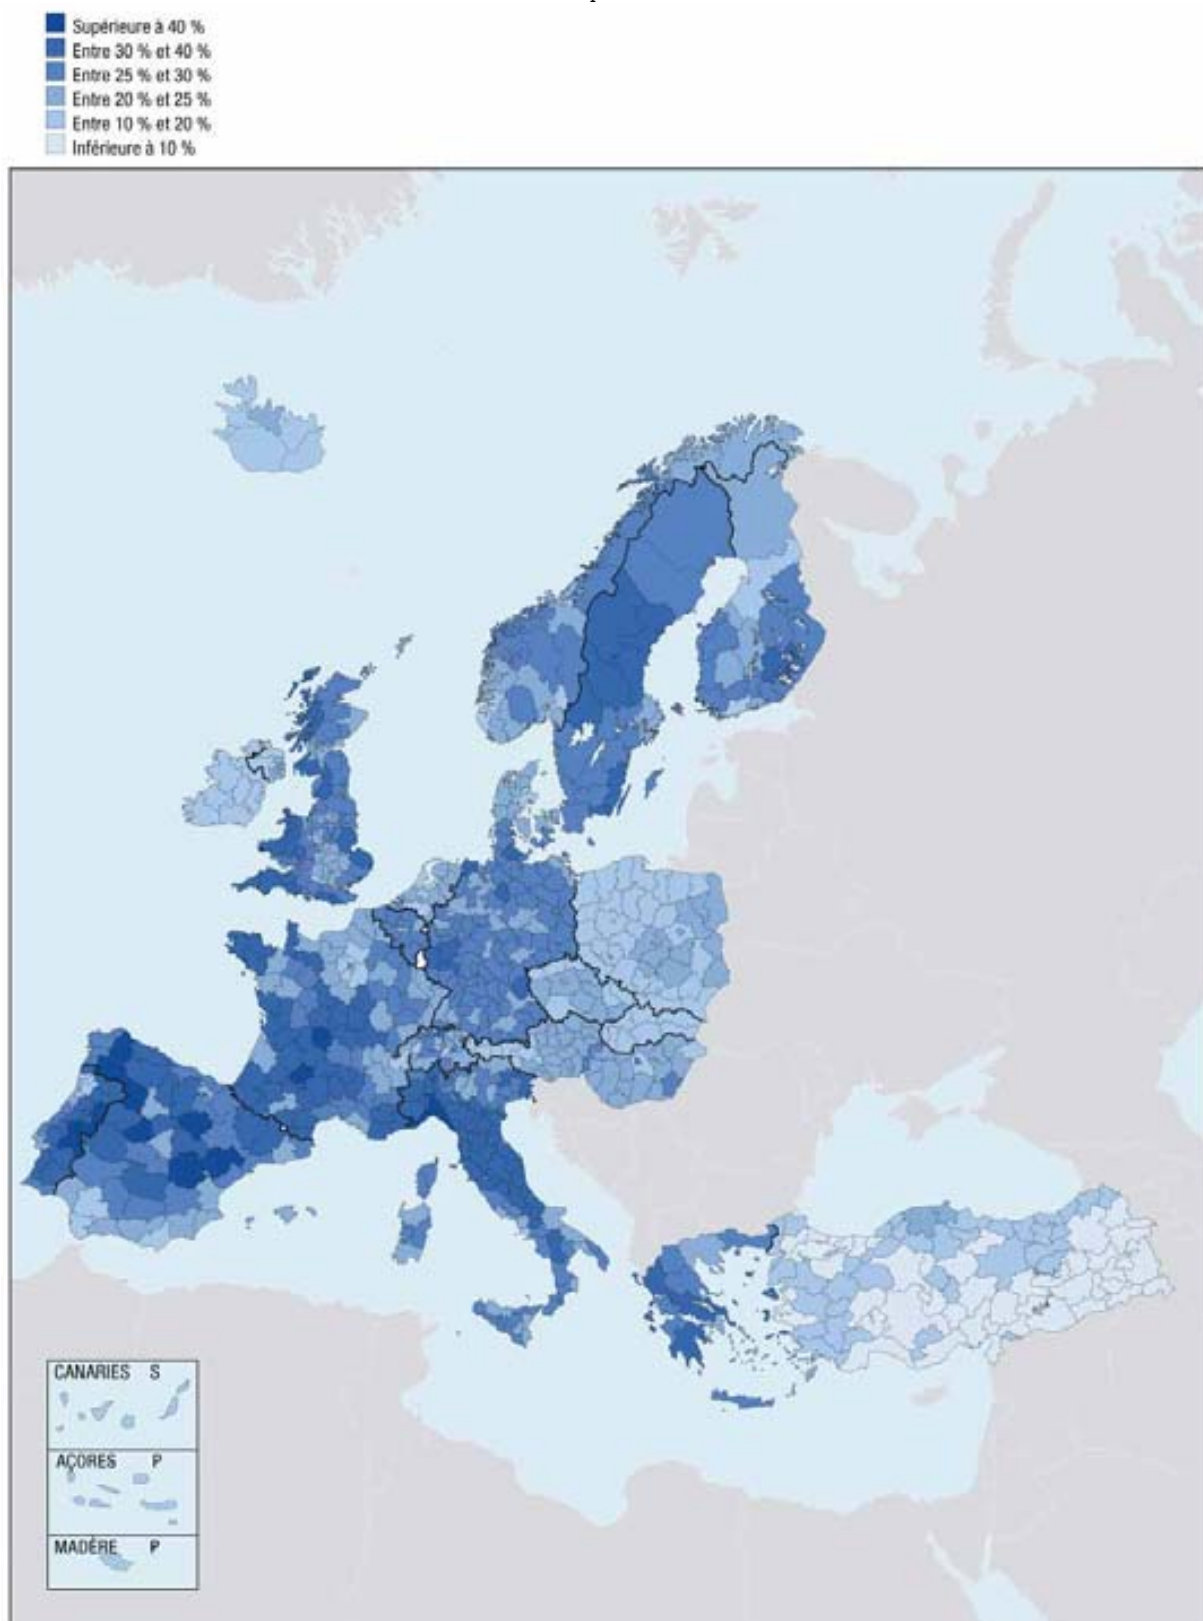 Supérieure à 40 %
Entre 30 % et 40 %
Entre 25 % et 30 %
Entre 20 % et 25 %
Entre 10 % et 20 %
Inférieure à 10 %
CANARIES S
AÇORES P
MADÈRE P